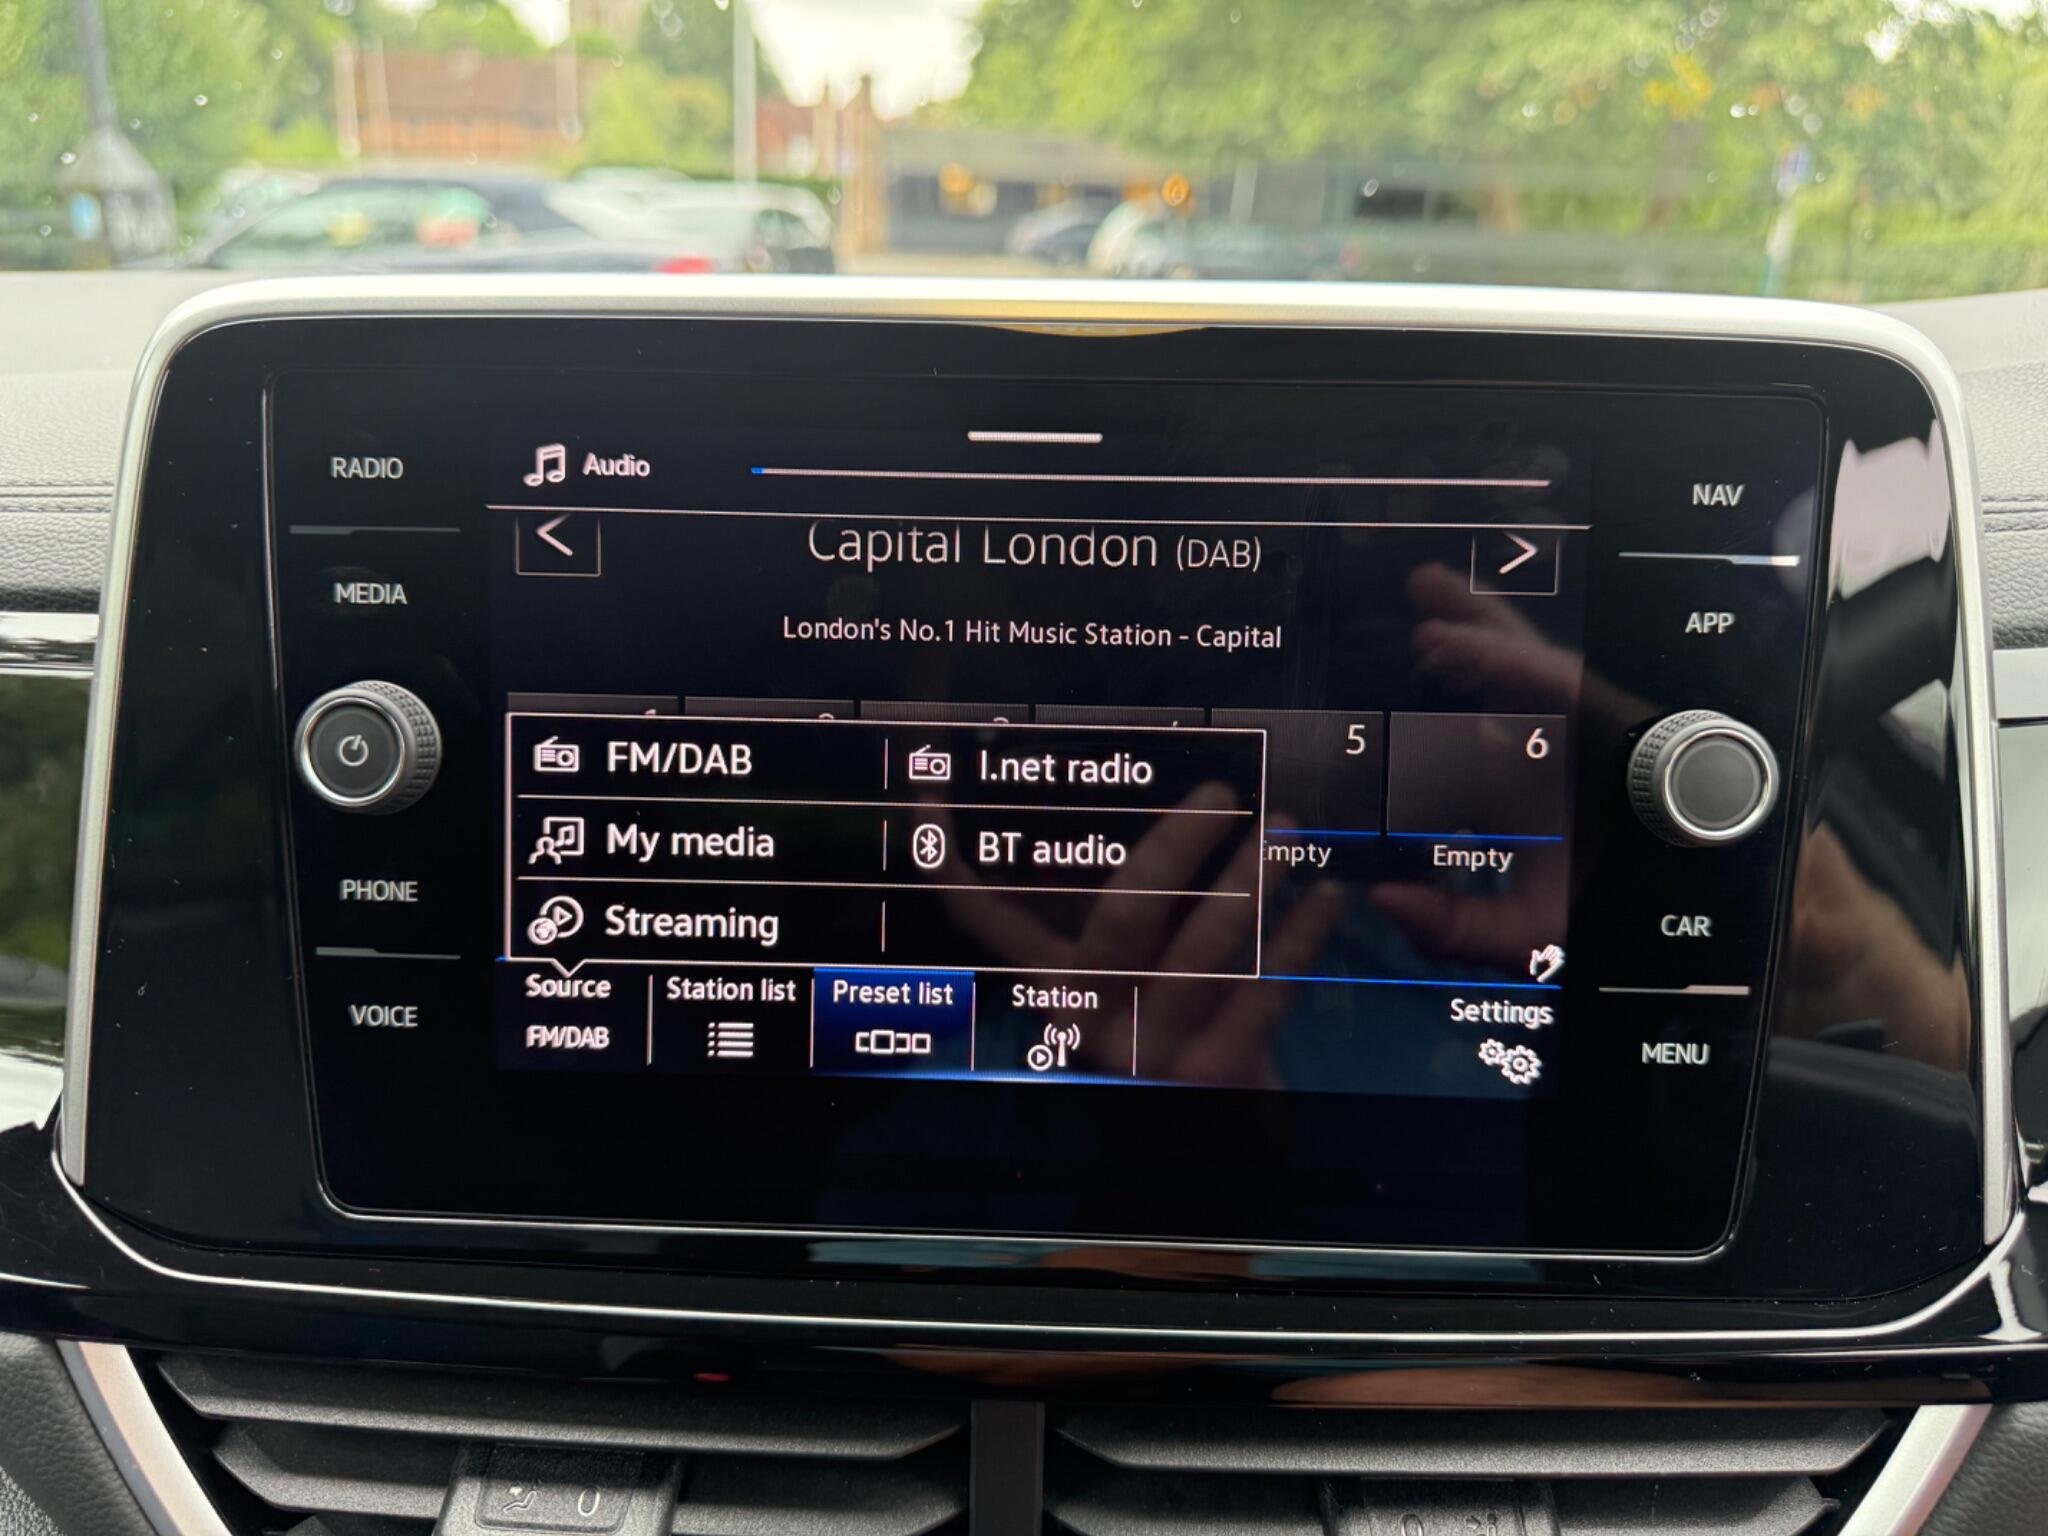 RADIO
MEDIA
PHONE
VOICE
Audio
Capital London (DAB)
London's No.1 Hit Music Station - Capital
5
6
FM/DAB
I.net radio
My media
BT audio
Streaming
Empty
Source
FM/DAB
Station list
Preset list
Station
Settings
NAV
APP
CAR
MENU
0